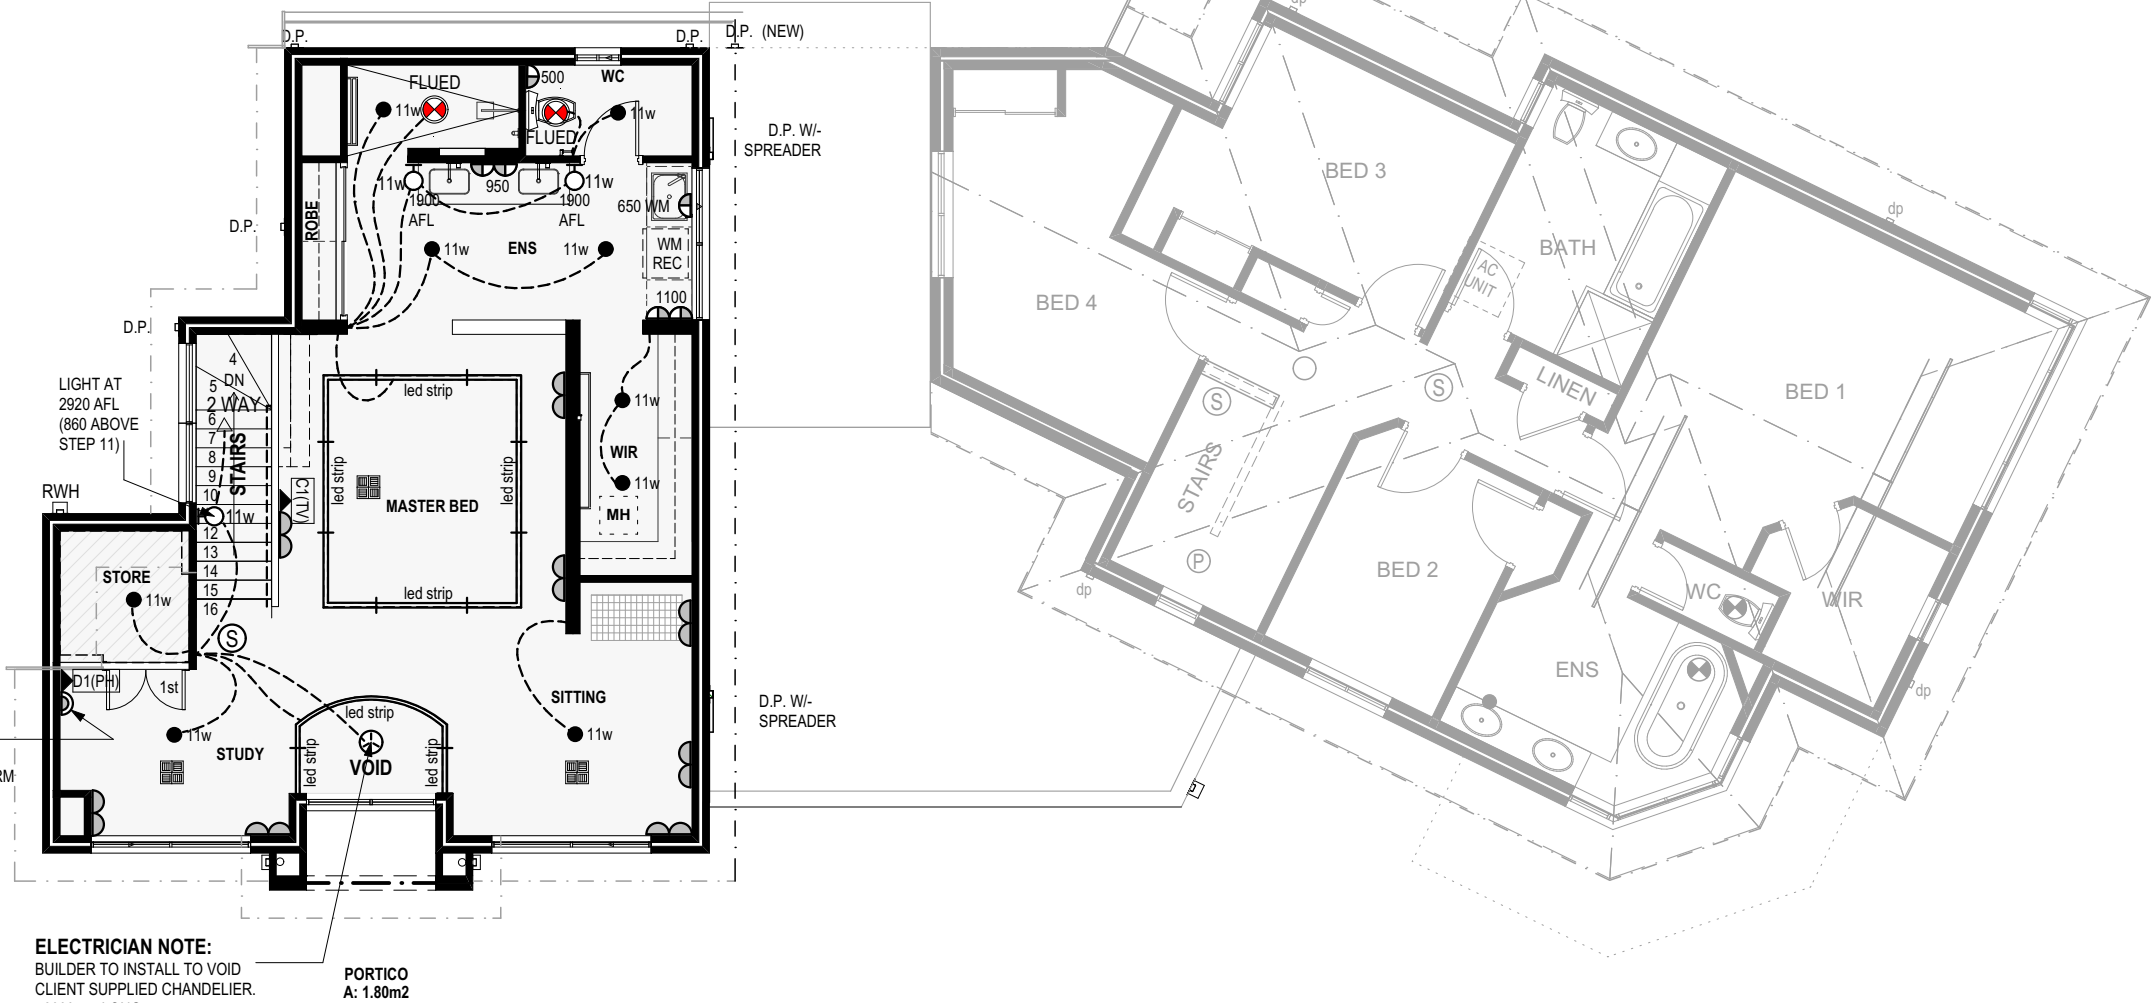 D.P.
D.P.
D.P. (NEW)
FLUED
500
WC
11w
11w
FLUED
D.P. W/-
SPREADER
11w
950
11w
1900
AFL
1900
AFL
650 WM
ROBE
D.P.
11w
ENS
11w
WM
REC
1100
D.P.
LIGHT AT
2920 AFL
(860 ABOVE
STEP 11)
4
DN
5
2 WAY
6
7
8
9
10
STAIRS
11w
12
13
14
15
16
led strip
led strip
led strip
led strip
C1(TV)
MASTER BED
11w
WIR
11w
MH
RWH
STORE
11w
S
D1(PH)
1st
11w
STUDY
led strip
led strip
led strip
VOID
SITTING
11w
D.P. W/-
SPREADER
RM
ELECTRICIAN NOTE:
BUILDER TO INSTALL TO VOID
CLIENT SUPPLIED CHANDELIER.
PORTICO
A: 1.80m2
dp
BED 3
BATH
AC
UNIT
dp
BED 4
LINEN
BED 1
S
S
STAIRS
P
BED 2
dp
WC
WIR
ENS
dp